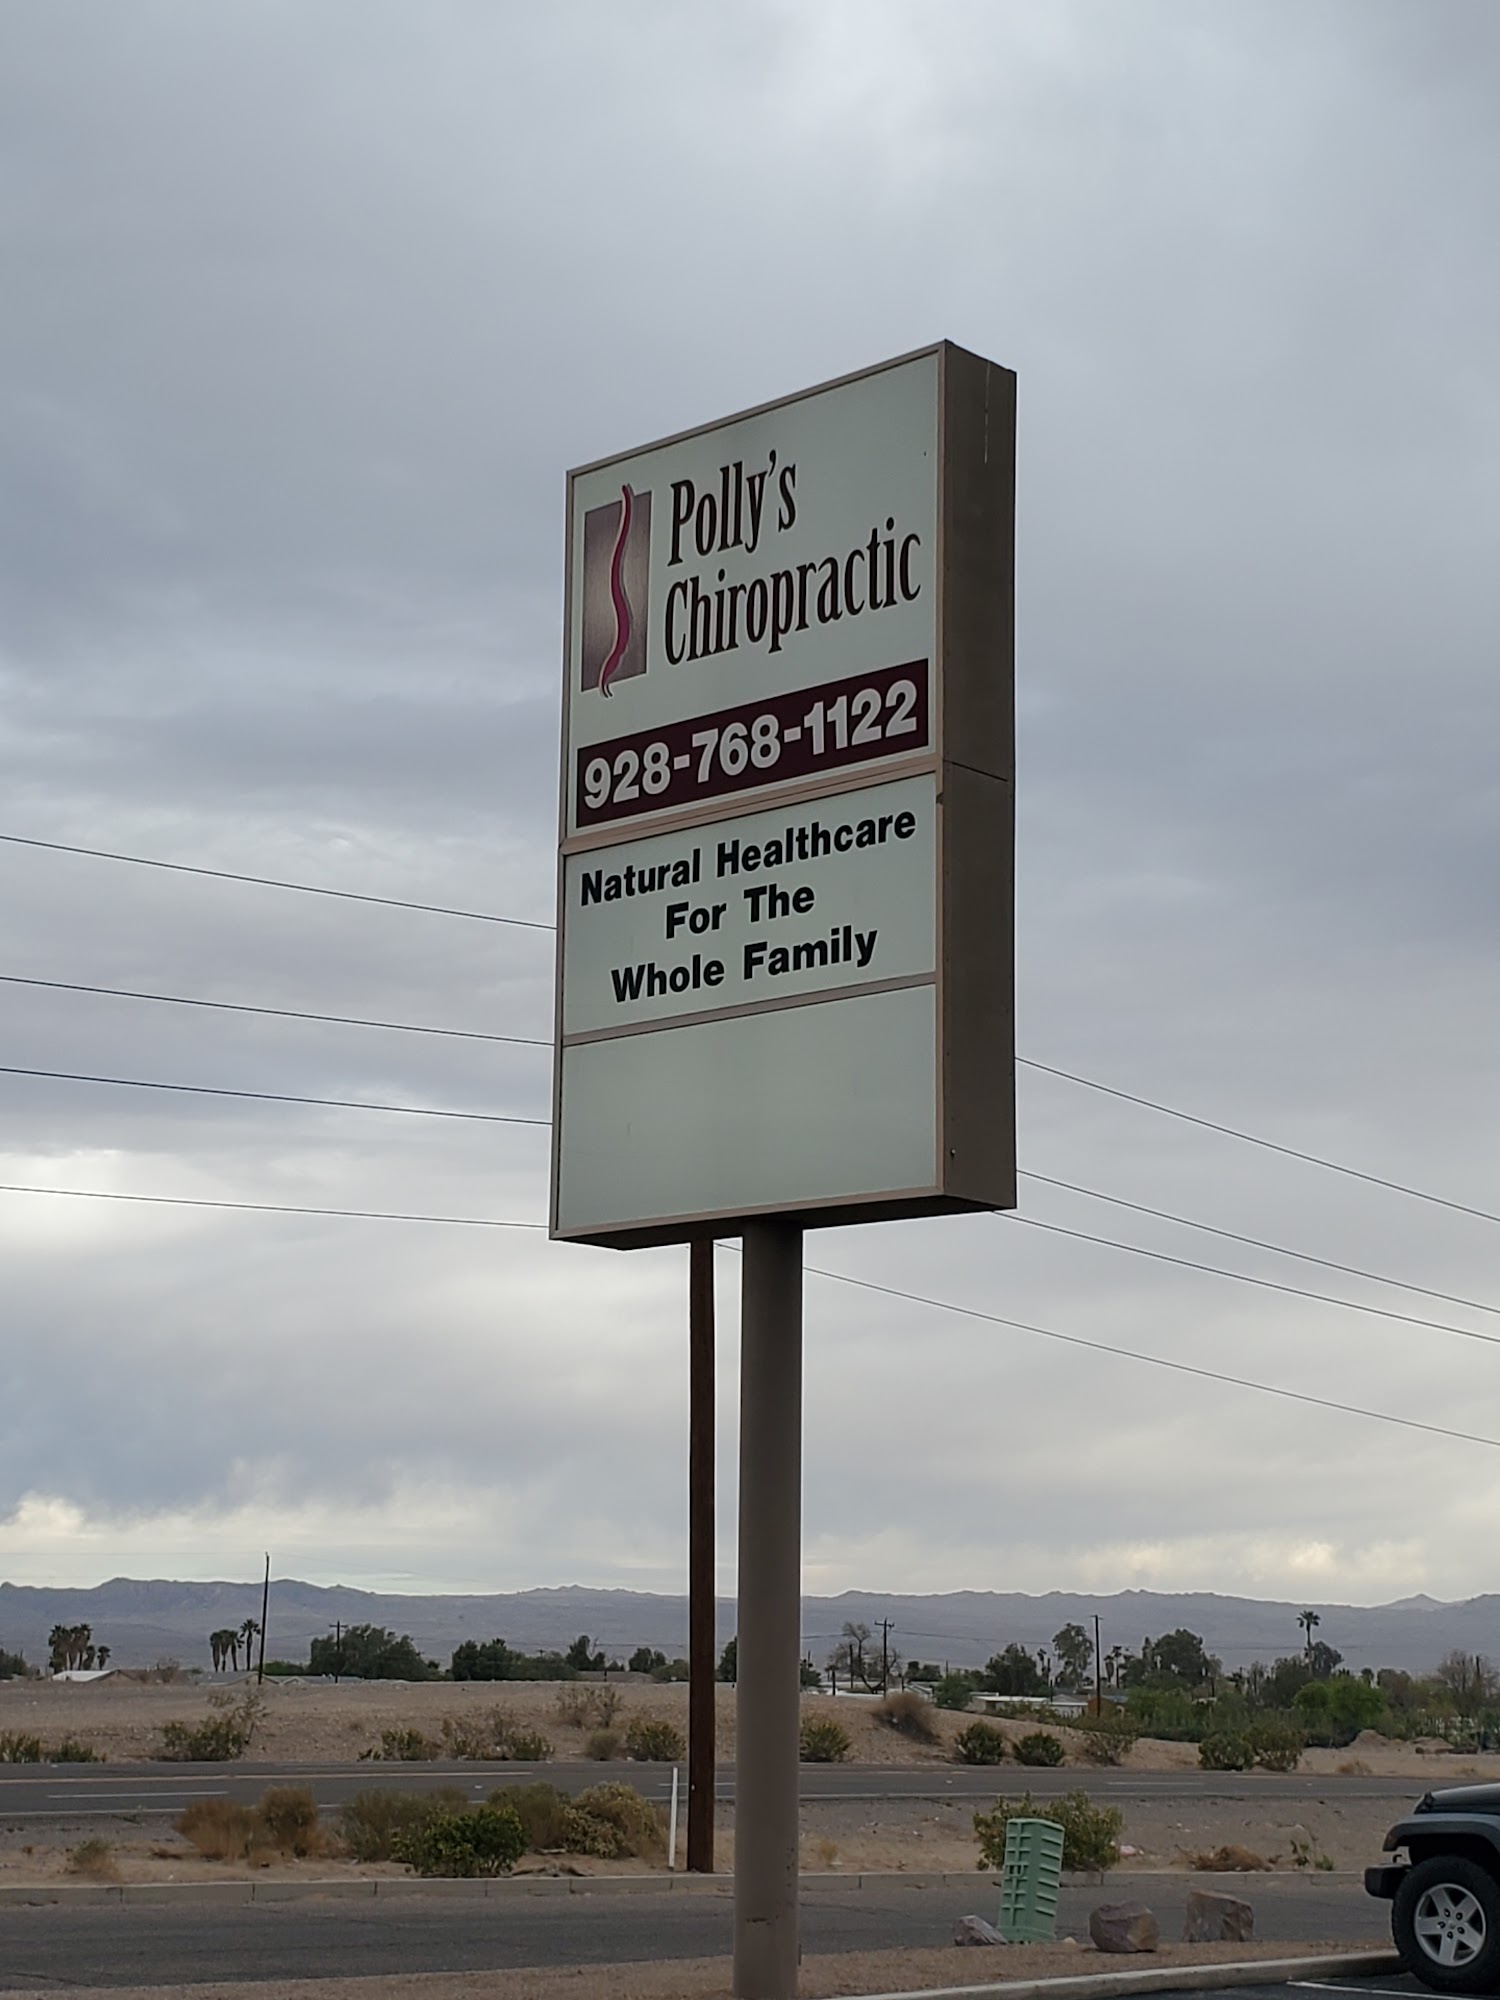 Polly's
Chiropractic
928-768-1122
Natural Healthcare
For The
Whole Family